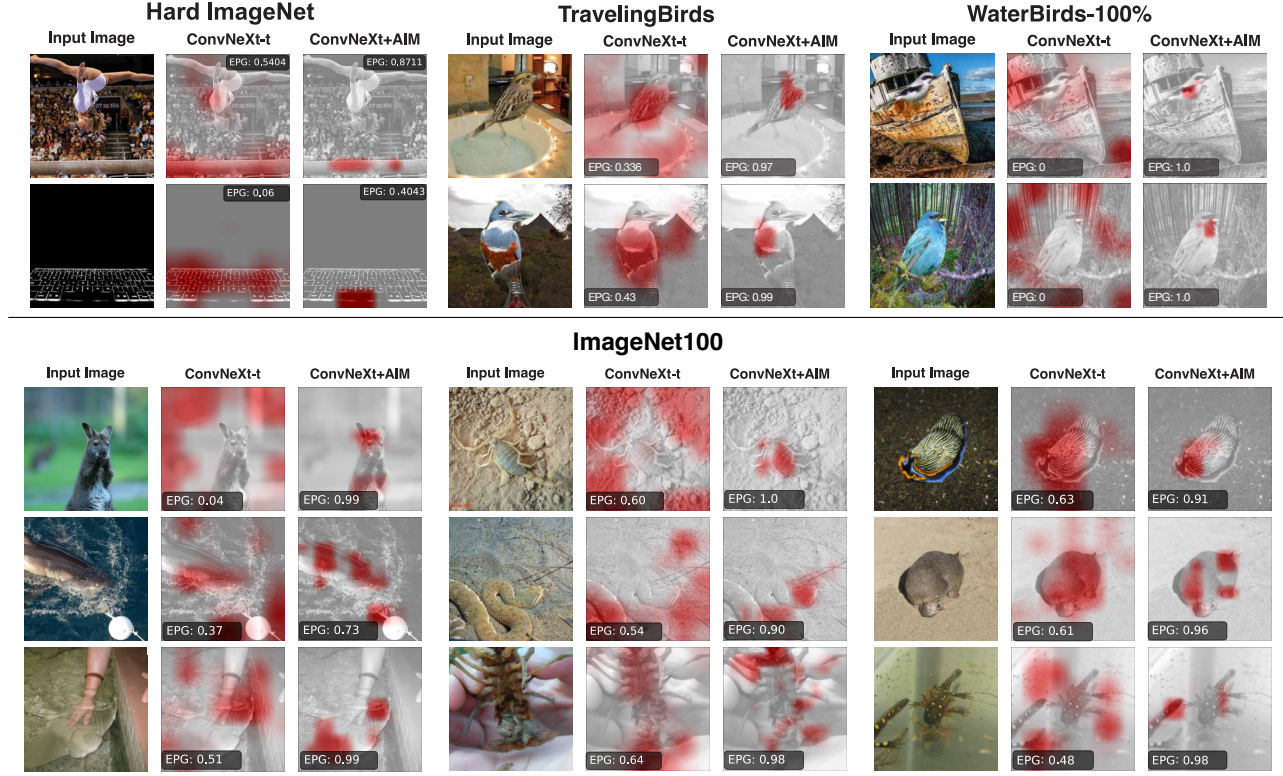 Hard ImageNet
TravelingBirds
WaterBirds-100%
Input Image ConvNeXt-t ConvNeXt+AIM
Input Image ConvNeXt-t ConvNeXt+AIM
Input Image ConvNeXt-t ConvNeXt+AIM
EPG: 0,5404
EPG: 0,8711
EPG: 0.336
EPG: 0.97
EPG: 0
EPG: 1.0
EPG: 0.06
EPG: 0.4043
EPG: 0.43
EPG: 0.99
EPG: 0
EPG: 1.0
ImageNet100
Input Image ConvNeXt-t ConvNeXt+AIM
Input Image ConvNeXt-t ConvNeXt+AIM
Input Image ConvNeXt-t ConvNeXt+AIM
EPG: 0.04
EPG: 0.99
EPG: 0.60
EPG: 1.0
EPG: 0.63
EPG: 0.91
EPG: 0.37
EPG: 0.73
EPG: 0.54
EPG: 0.90
EPG: 0.61
EPG: 0.96
EPG: 0.51
EPG: 0.99
EPG: 0.64
EPG: 0.98
EPG: 0.48
EPG: 0.98